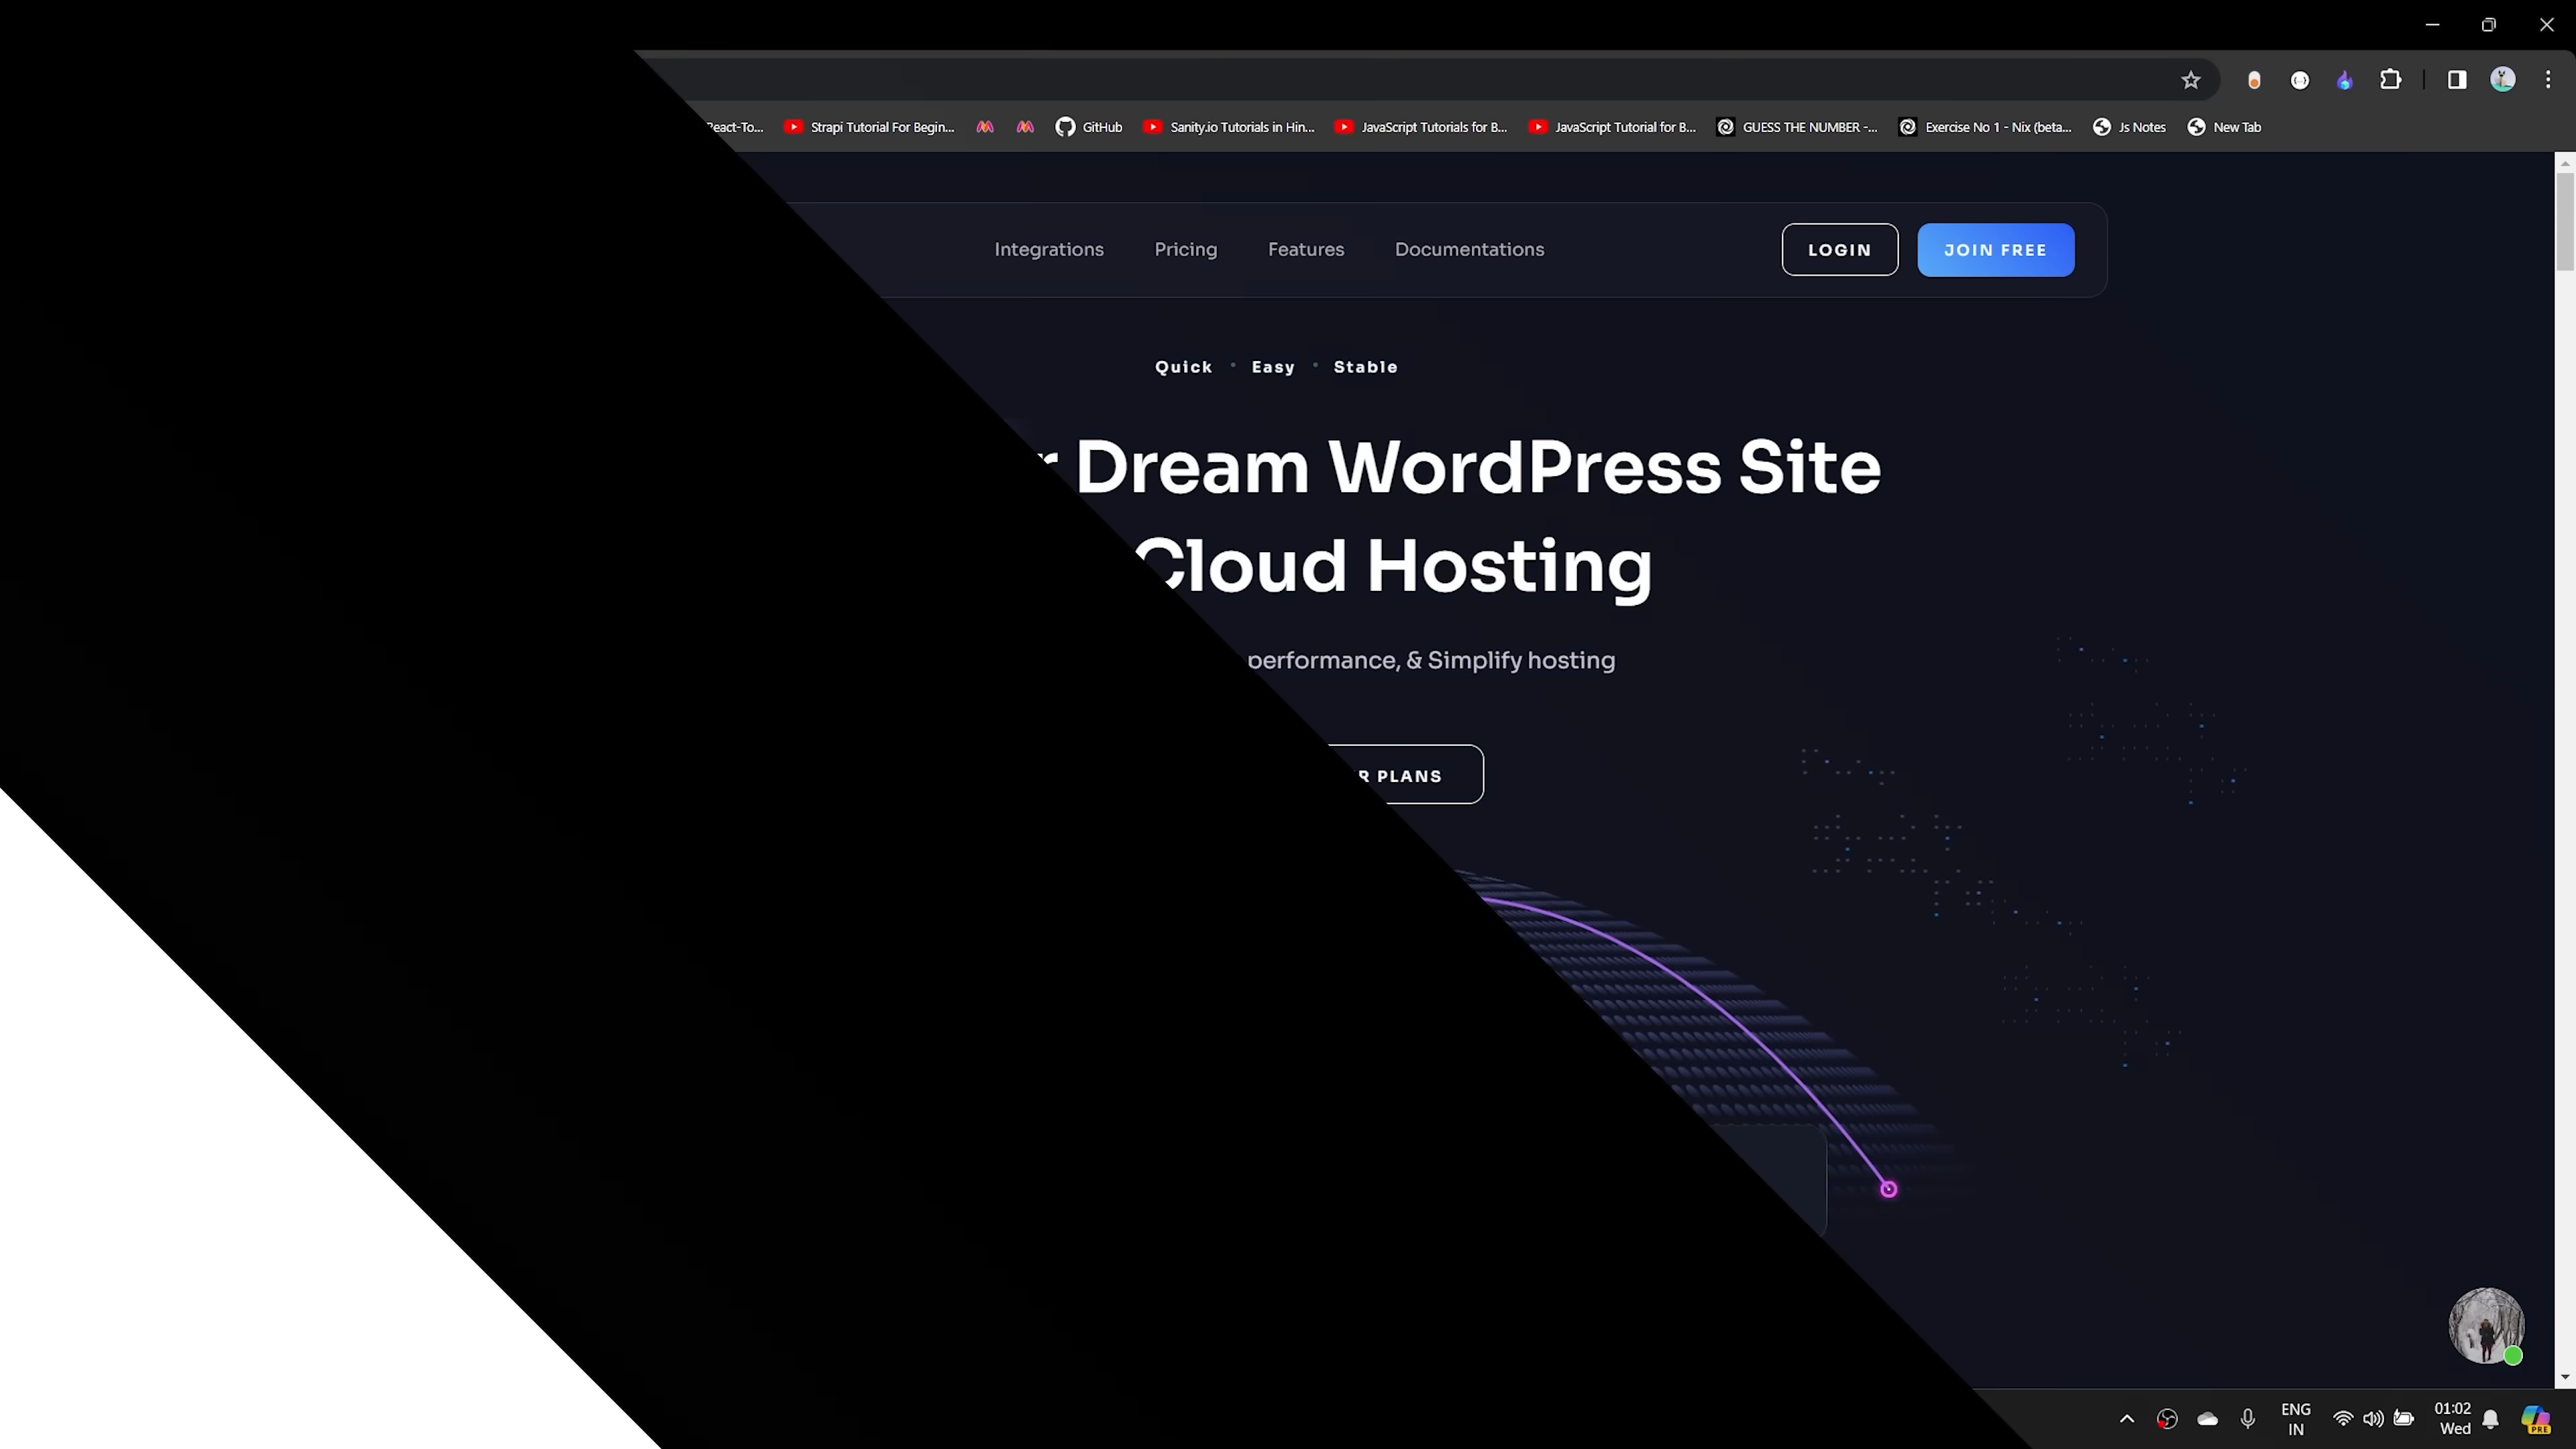 React-To... Strapi Tutorial For Begin... GitHub Sanity.io Tutorials in Hin... JavaScript Tutorials for B... JavaScript Tutorial for B... GUESS THE NUMBER -... Exercise No 1 - Nix (beta... Js Notes New Tab
Integrations Pricing Features Documentations LOGIN JOIN FREE
Quick • Easy • Stable
r Dream WordPress Site
Cloud Hosting
performance, & Simplify hosting
R PLANS
ENG 01:02
IN Wed
PRE